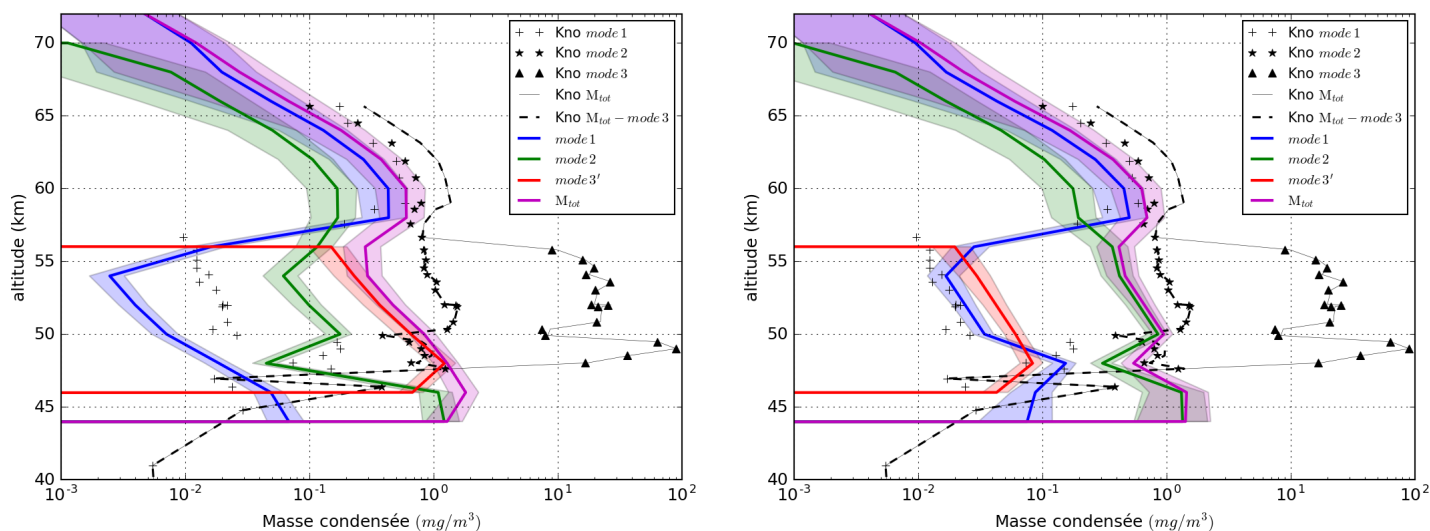 70
65
60
55
50
45
40
altitude (km)
10^-3
10^-2
10^-1
10^0
10^1
10^2
Masse condensée (mg/m^3)
Kno mode 1
Kno mode 2
Kno mode 3
Kno M_tot
Kno M_tot − mode 3
mode 1
mode 2
mode 3′
M_tot
70
65
60
55
50
45
40
altitude (km)
10^-3
10^-2
10^-1
10^0
10^1
10^2
Masse condensée (mg/m^3)
Kno mode 1
Kno mode 2
Kno mode 3
Kno M_tot
Kno M_tot − mode 3
mode 1
mode 2
mode 3′
M_tot